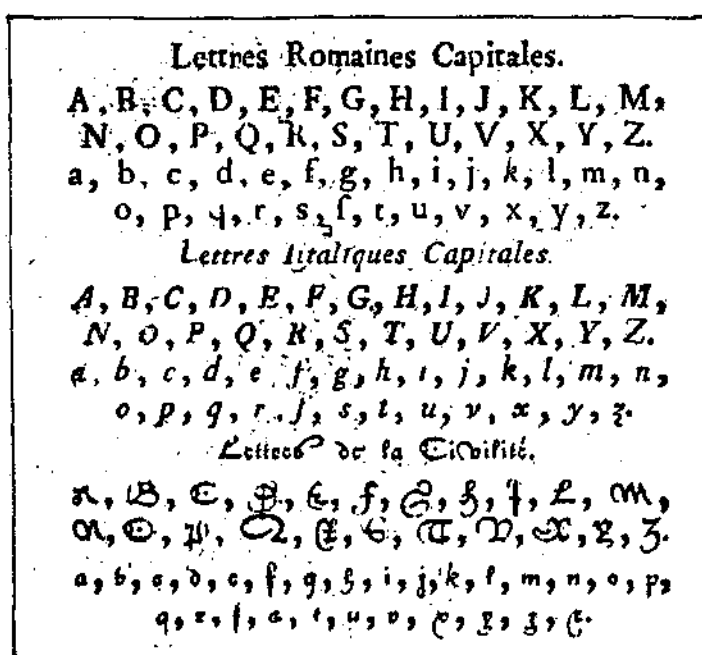 Lettres Romaines Capitales.
A, B, C, D, E, F, G, H, I, J, K, L, M,
N, O, P, Q, R, S, T, U, V, X, Y, Z.
a, b, c, d, e, f, g, h, i, j, k, l, m, n,
o, p, q, r, s, ſ, t, u, v, x, y, z.
Lettres Italiques Capitales.
A, B, C, D, E, F, G, H, I, J, K, L, M,
N, O, P, Q, R, S, T, U, V, X, Y, Z.
a, b, c, d, e, f, g, h, i, j, k, l, m, n,
o, p, q, r, ſ, s, t, u, v, x, y, z.
Lettres de la Civilité.
A, B, C, D, E, F, G, H, I, L, M,
N, O, P, Q, R, S, T, V, X, Y, Z.
a, b, c, d, e, f, g, h, i, j, k, l, m, n, o, p,
q, r, ſ, s, t, u, v, x, y, z,